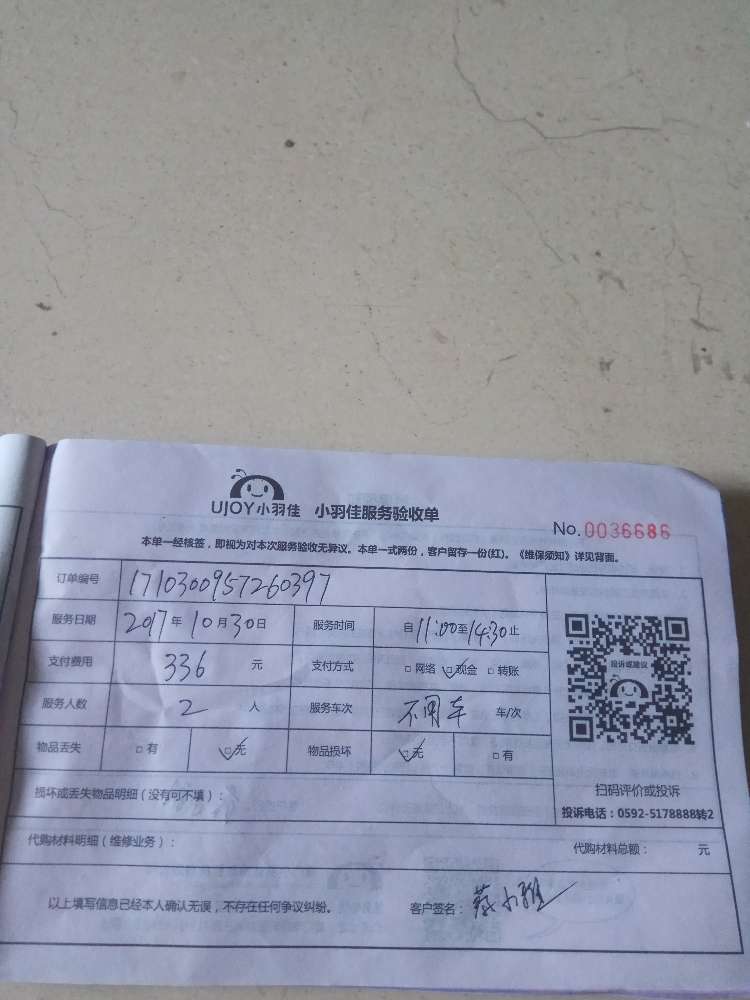 UJOY小羽佳 小羽佳服务验收单
No.0036686
本单一经核签，即视为对本次服务验收无异议。本单一式两份，客户留存一份(红)。《维保须知》详见背面。
订单编号 1710300957260397
服务日期 2017年10月30日 服务时间 自11:00至14:30止
支付费用 336 元 支付方式 □网络 □现金 □转账
投诉或建议
服务人数 2 人 服务车次 不用车 车/次
物品丢失 □有 □无 物品损坏 □无 □有
扫码评价或投诉
损坏或丢失物品明细（没有可不填）：
投诉电话：0592-5178888转2
代购材料明细（维修业务）： 代购材料总额： 元
以上填写信息已经本人确认无误，不存在任何争议纠纷。 客户签名：蔡小雅